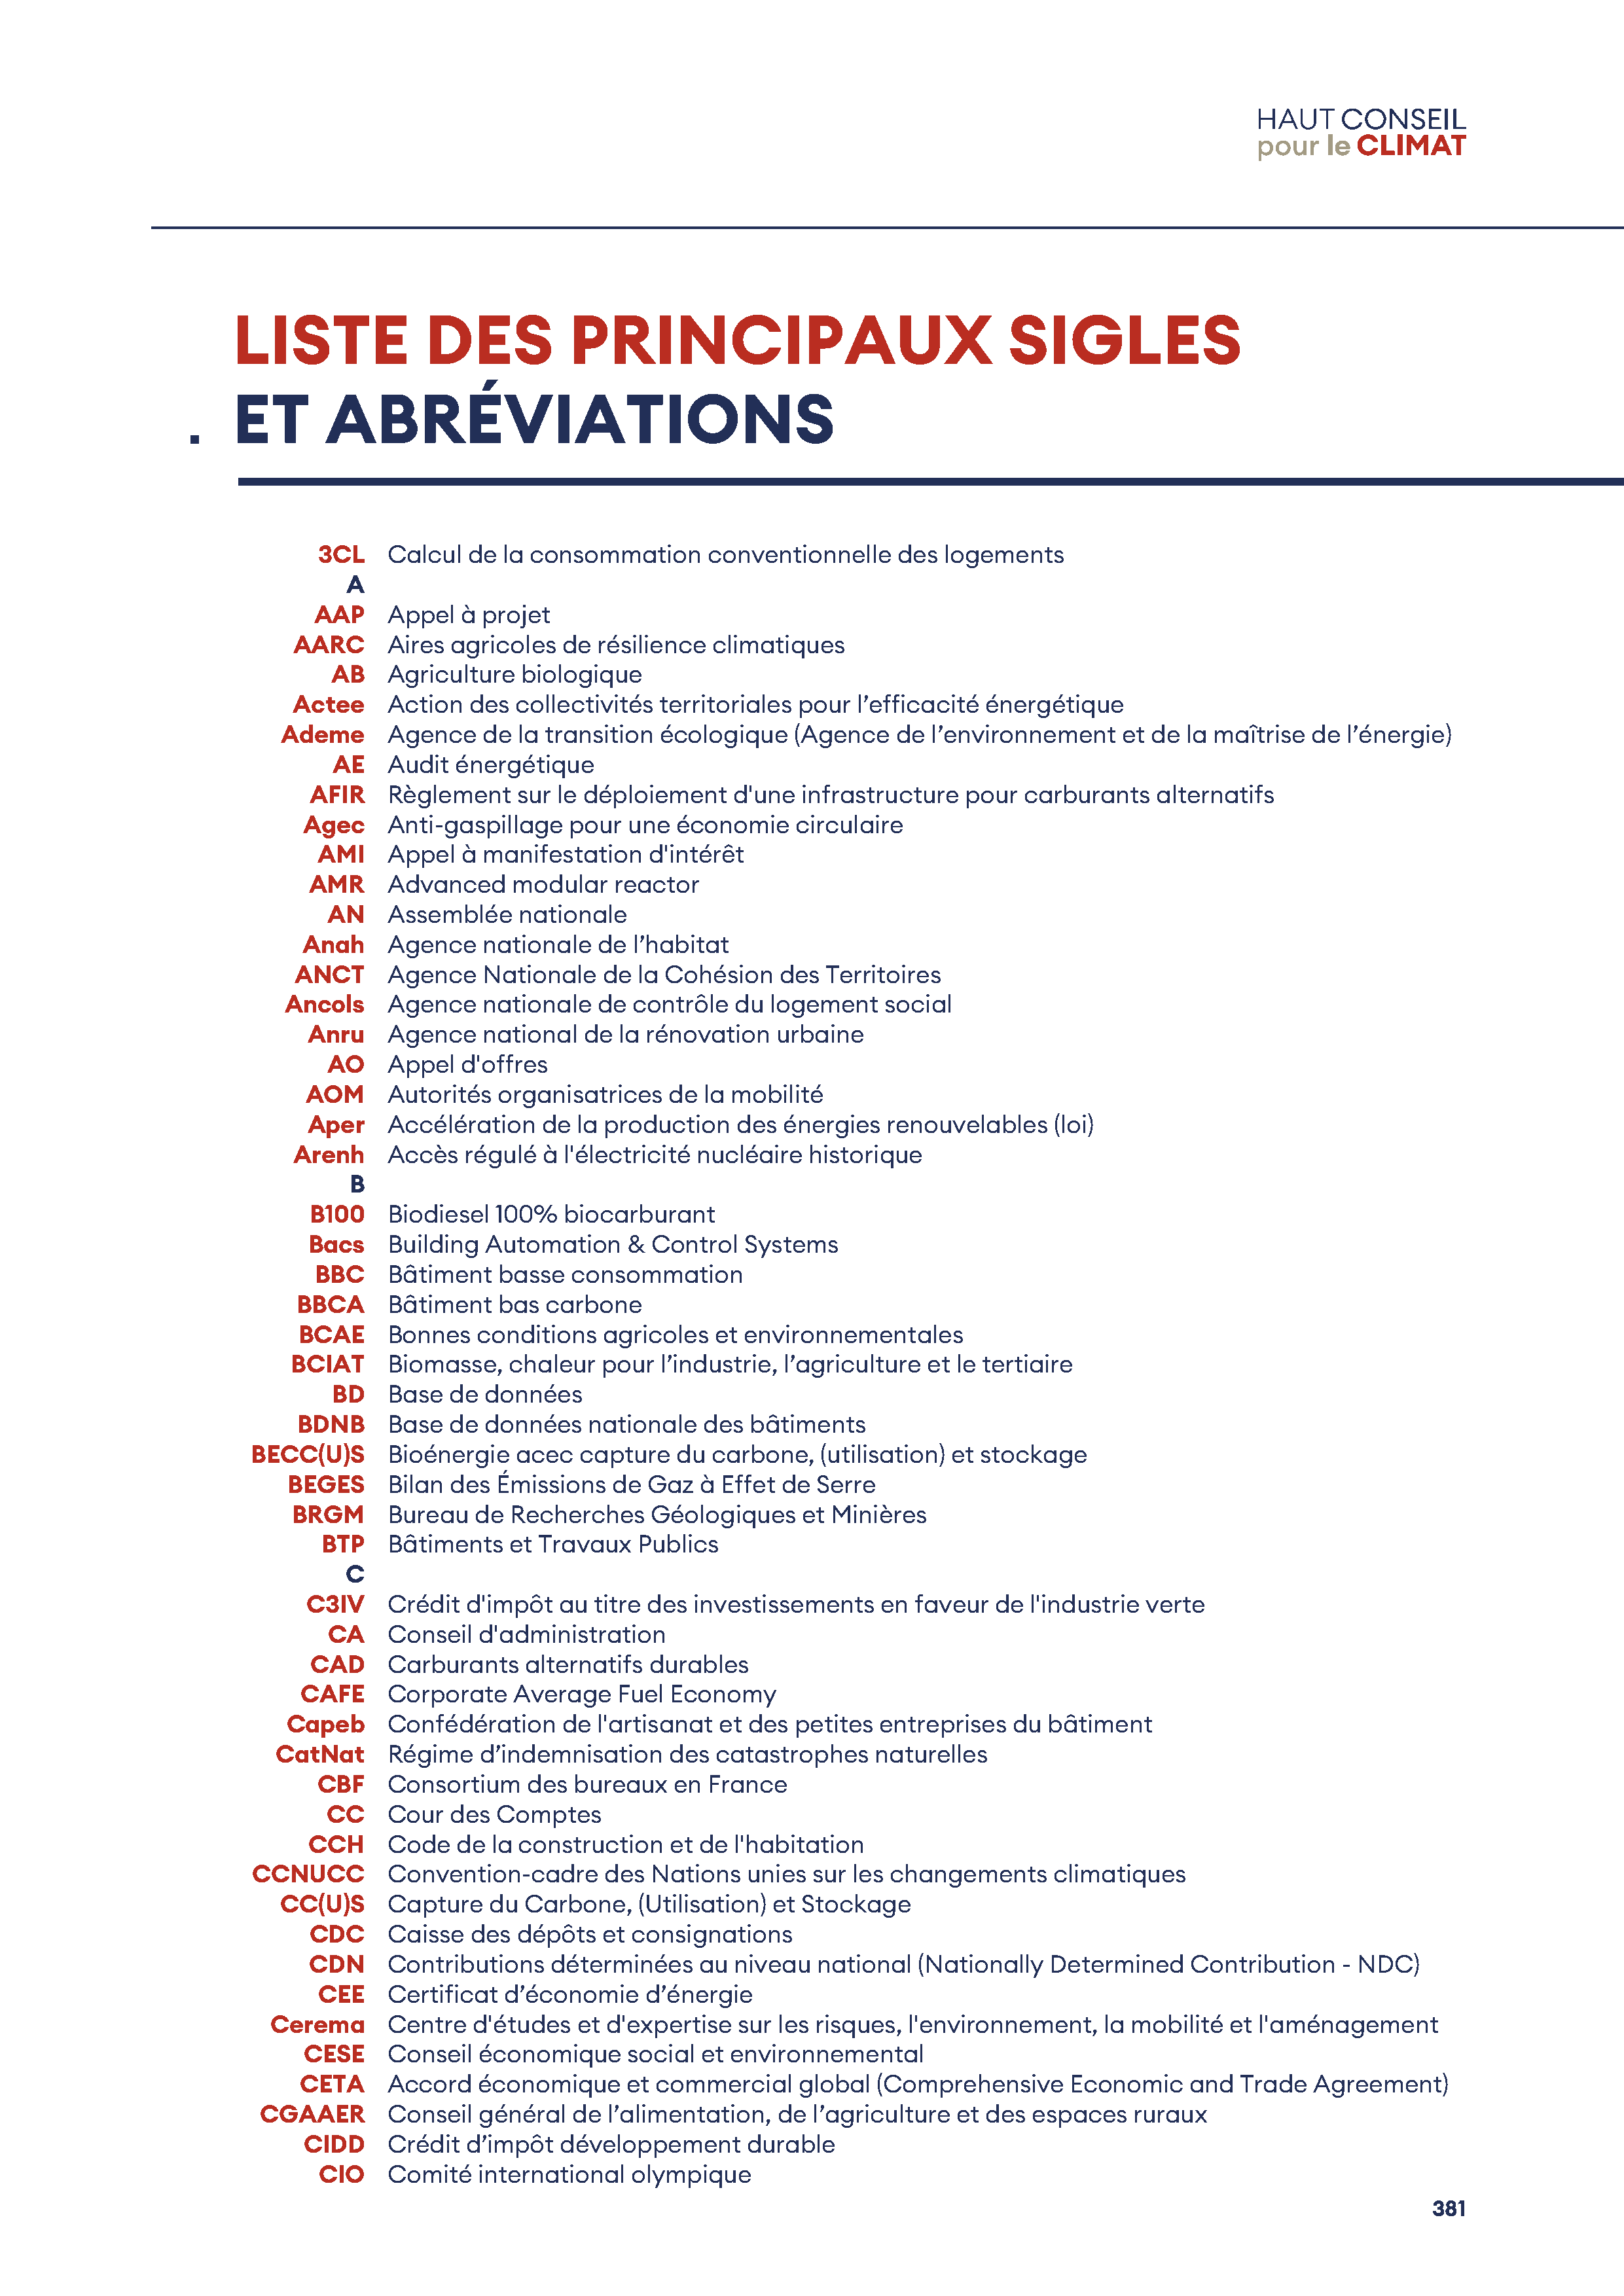 HAUT CONSEIL
pour le CLIMAT
LISTE DES PRINCIPAUX SIGLES
. ET ABRÉVIATIONS
3CL Calcul de la consommation conventionnelle des logements
A
AAP Appel à projet
AARC Aires agricoles de résilience climatiques
AB Agriculture biologique
Actee Action des collectivités territoriales pour l’efficacité énergétique
Ademe Agence de la transition écologique (Agence de l’environnement et de la maîtrise de l’énergie)
AE Audit énergétique
AFIR Règlement sur le déploiement d'une infrastructure pour carburants alternatifs
Agec Anti-gaspillage pour une économie circulaire
AMI Appel à manifestation d'intérêt
AMR Advanced modular reactor
AN Assemblée nationale
Anah Agence nationale de l’habitat
ANCT Agence Nationale de la Cohésion des Territoires
Ancols Agence nationale de contrôle du logement social
Anru Agence national de la rénovation urbaine
AO Appel d'offres
AOM Autorités organisatrices de la mobilité
Aper Accélération de la production des énergies renouvelables (loi)
Arenh Accès régulé à l'électricité nucléaire historique
B
B100 Biodiesel 100% biocarburant
Bacs Building Automation & Control Systems
BBC Bâtiment basse consommation
BBCA Bâtiment bas carbone
BCAE Bonnes conditions agricoles et environnementales
BCIAT Biomasse, chaleur pour l’industrie, l’agriculture et le tertiaire
BD Base de données
BDNB Base de données nationale des bâtiments
BECC(U)S Bioénergie acec capture du carbone, (utilisation) et stockage
BEGES Bilan des Émissions de Gaz à Effet de Serre
BRGM Bureau de Recherches Géologiques et Minières
BTP Bâtiments et Travaux Publics
C
C3IV Crédit d'impôt au titre des investissements en faveur de l'industrie verte
CA Conseil d'administration
CAD Carburants alternatifs durables
CAFE Corporate Average Fuel Economy
Capeb Confédération de l'artisanat et des petites entreprises du bâtiment
CatNat Régime d’indemnisation des catastrophes naturelles
CBF Consortium des bureaux en France
CC Cour des Comptes
CCH Code de la construction et de l'habitation
CCNUCC Convention-cadre des Nations unies sur les changements climatiques
CC(U)S Capture du Carbone, (Utilisation) et Stockage
CDC Caisse des dépôts et consignations
CDN Contributions déterminées au niveau national (Nationally Determined Contribution - NDC)
CEE Certificat d’économie d’énergie
Cerema Centre d'études et d'expertise sur les risques, l'environnement, la mobilité et l'aménagement
CESE Conseil économique social et environnemental
CETA Accord économique et commercial global (Comprehensive Economic and Trade Agreement)
CGAAER Conseil général de l’alimentation, de l’agriculture et des espaces ruraux
CIDD Crédit d’impôt développement durable
CIO Comité international olympique
381